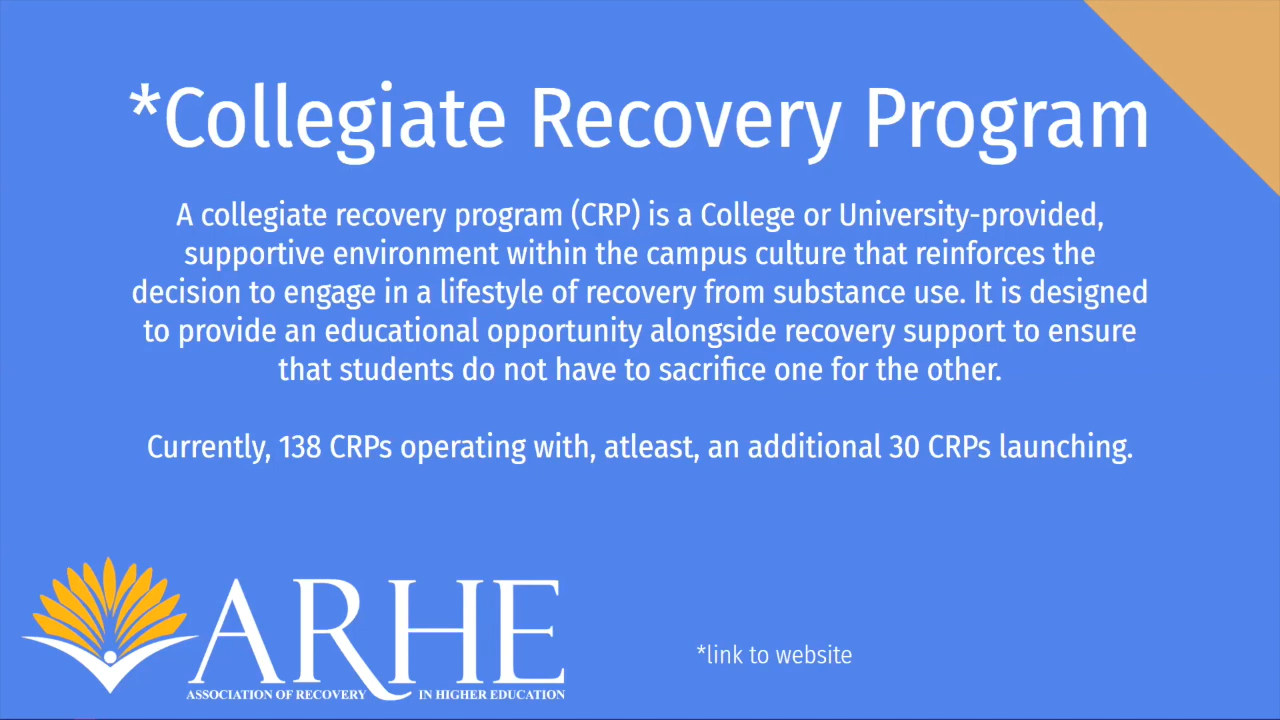 *Collegiate Recovery Program
A collegiate recovery program (CRP) is a College or University-provided,
supportive environment within the campus culture that reinforces the
decision to engage in a lifestyle of recovery from substance use. It is designed
to provide an educational opportunity alongside recovery support to ensure
that students do not have to sacrifice one for the other.
Currently, 138 CRPs operating with, atleast, an additional 30 CRPs launching.
ARHE
ASSOCIATION OF RECOVERY IN HIGHER EDUCATION
*link to website